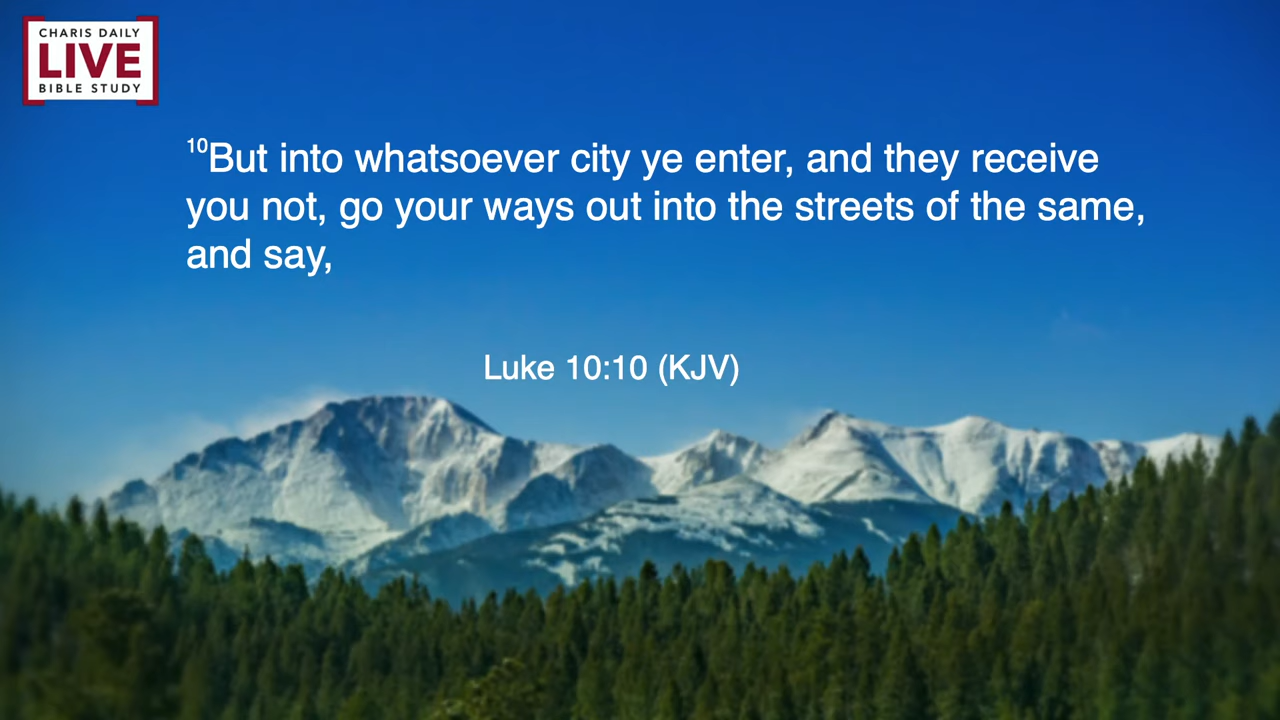 CHARIS DAILY
LIVE
BIBLE STUDY
10But into whatsoever city ye enter, and they receive
you not, go your ways out into the streets of the same,
and say,
Luke 10:10 (KJV)